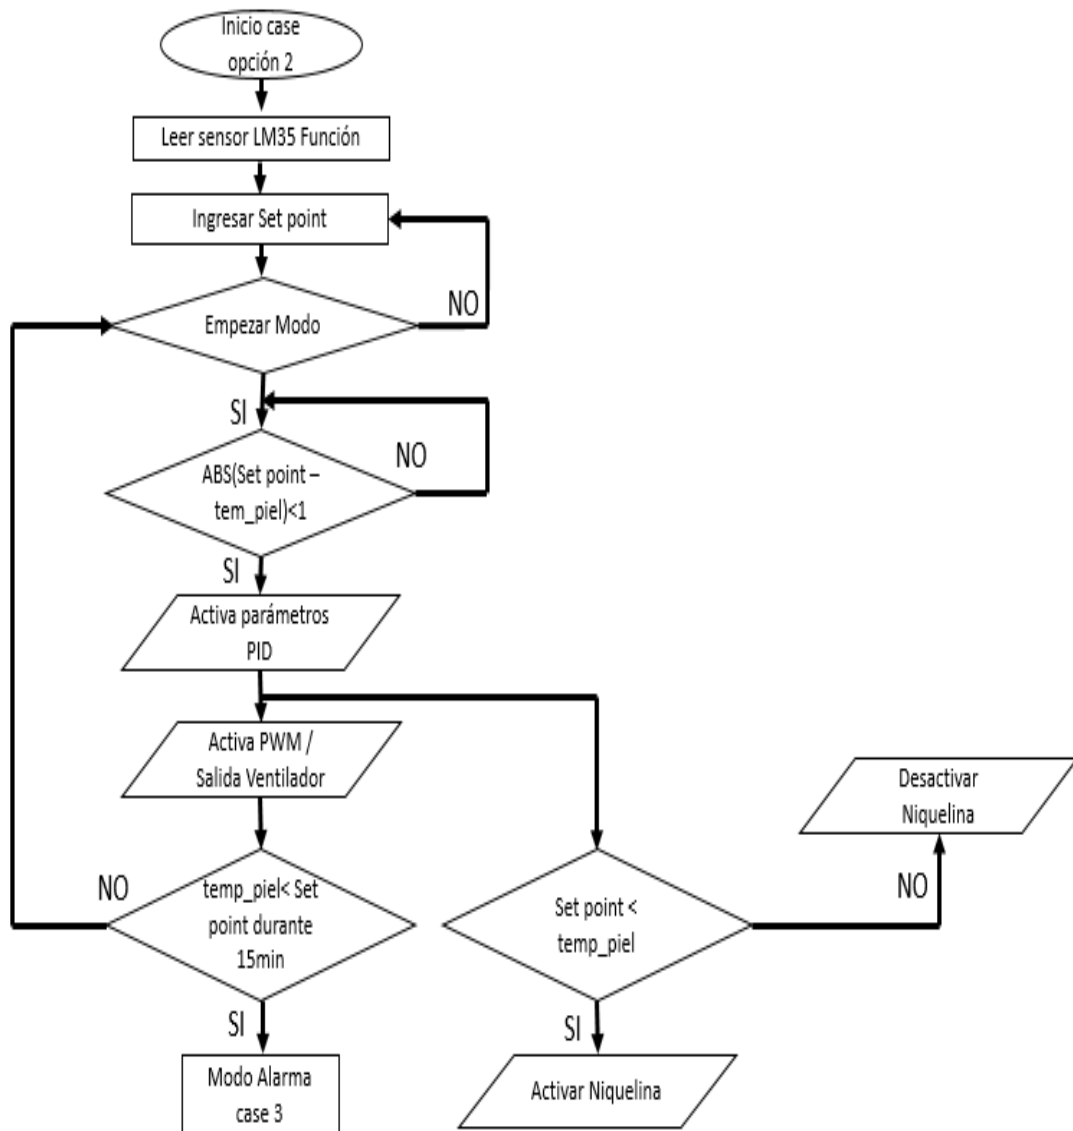 Inicio case
opción 2
Leer sensor LM35 Función
Ingresar Set point
NO
Empezar Modo
SI
NO
ABS(Set point –
tem_piel)<1
SI
Activa parámetros
PID
Activa PWM /
Salida Ventilador
Desactivar
Niquelina
NO
temp_piel< Set
point durante
15min
Set point <
temp_piel
NO
SI
SI
Modo Alarma
case 3
Activar Niquelina